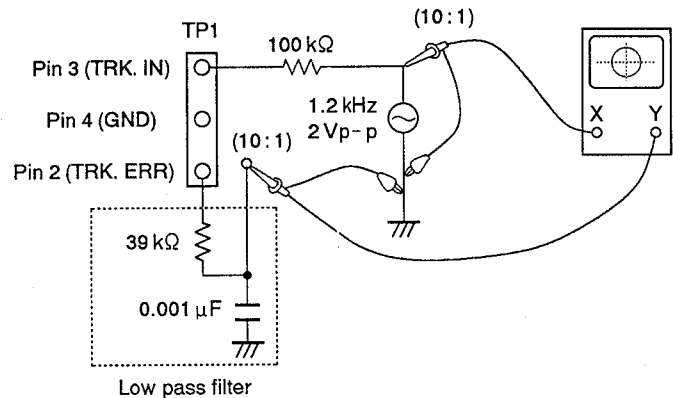 TP1
(10 : 1)
100 kΩ
Pin 3 (TRK. IN)
Pin 4 (GND)
1.2 kHz
2 Vp-p
X Y
(10 : 1)
Pin 2 (TRK. ERR)
39 kΩ
0.001 µF
Low pass filter